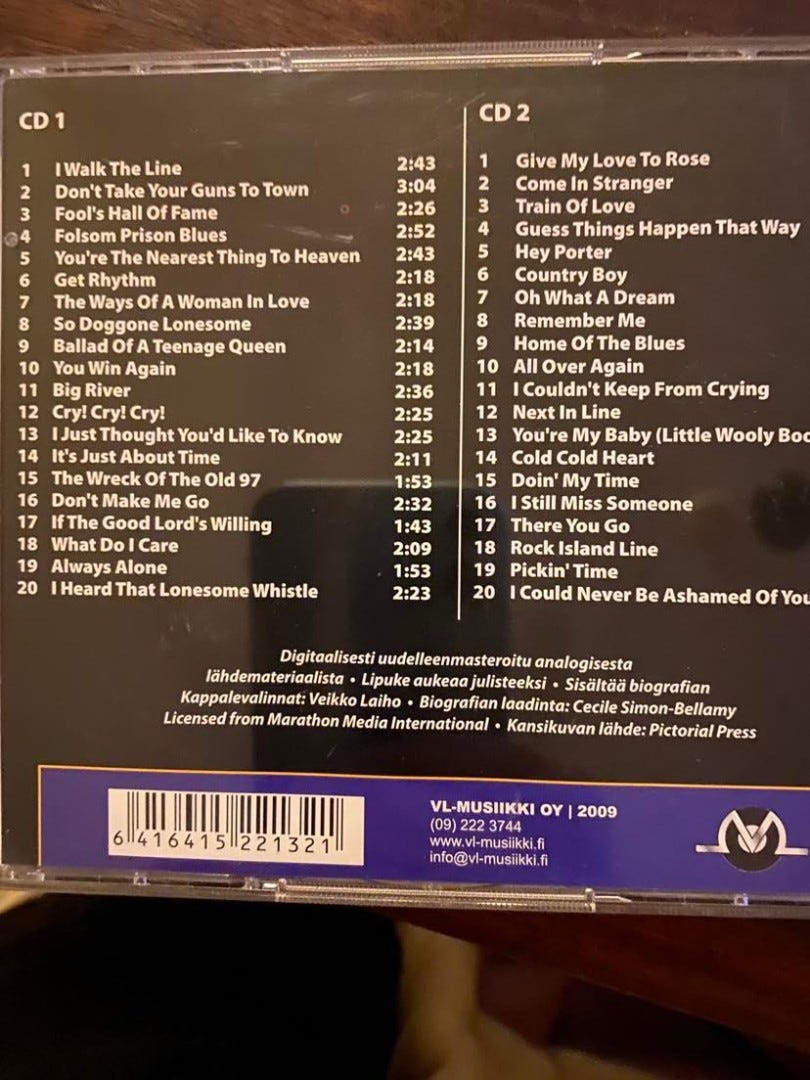 CD 1
1 I Walk The Line 2:43
2 Don't Take Your Guns To Town 3:04
3 Fool's Hall Of Fame 2:26
4 Folsom Prison Blues 2:52
5 You're The Nearest Thing To Heaven 2:43
6 Get Rhythm 2:18
7 The Ways Of A Woman In Love 2:18
8 So Doggone Lonesome 2:39
9 Ballad Of A Teenage Queen 2:14
10 You Win Again 2:18
11 Big River 2:36
12 Cry! Cry! Cry! 2:25
13 I Just Thought You'd Like To Know 2:25
14 It's Just About Time 2:11
15 The Wreck Of The Old 97 1:53
16 Don't Make Me Go 2:32
17 If The Good Lord's Willing 1:43
18 What Do I Care 2:09
19 Always Alone 1:53
20 I Heard That Lonesome Whistle 2:23
CD 2
1 Give My Love To Rose
2 Come In Stranger
3 Train Of Love
4 Guess Things Happen That Way
5 Hey Porter
6 Country Boy
7 Oh What A Dream
8 Remember Me
9 Home Of The Blues
10 All Over Again
11 I Couldn't Keep From Crying
12 Next In Line
13 You're My Baby (Little Wooly Boo
14 Cold Cold Heart
15 Doin' My Time
16 I Still Miss Someone
17 There You Go
18 Rock Island Line
19 Pickin' Time
20 I Could Never Be Ashamed Of You
Digitaalisesti uudelleenmasteroitu analogisesta
lähdemateriaalista • Lipuke aukeaa julisteeksi • Sisältää biografian
Kappalevalinnat: Veikko Laiho • Biografian laadinta: Cecile Simon-Bellamy
Licensed from Marathon Media International • Kansikuvan lähde: Pictorial Press
6 416415 221321
VL-MUSIIKKI OY | 2009
(09) 222 3744
www.vl-musiikki.fi
info@vl-musiikki.fi